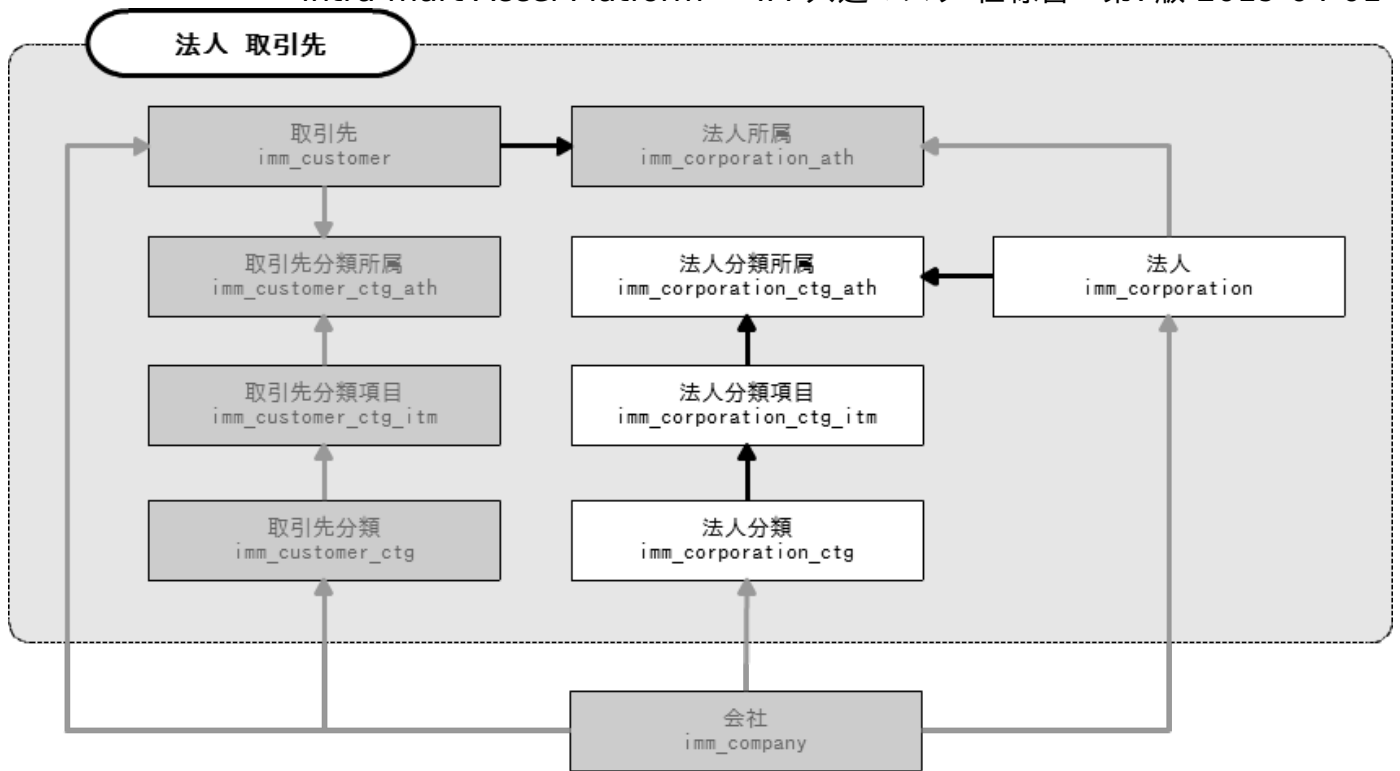 法人 取引先
取引先
imm_customer
法人所属
imm_corporation_ath
取引先分類所属
imm_customer_ctg_ath
法人分類所属
imm_corporation_ctg_ath
法人
imm_corporation
取引先分類項目
imm_customer_ctg_itm
法人分類項目
imm_corporation_ctg_itm
取引先分類
imm_customer_ctg
法人分類
imm_corporation_ctg
会社
imm_company